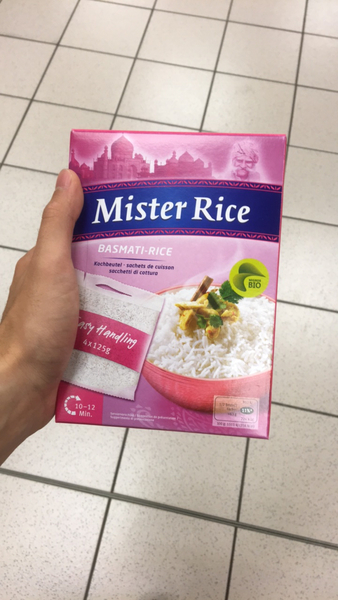 Mister Rice
BASMATI-RICE
Kochbeutel · sachets de cuisson
sacchetti di cottura
BIO
Easy Handling
4x125g
10-12
Min.